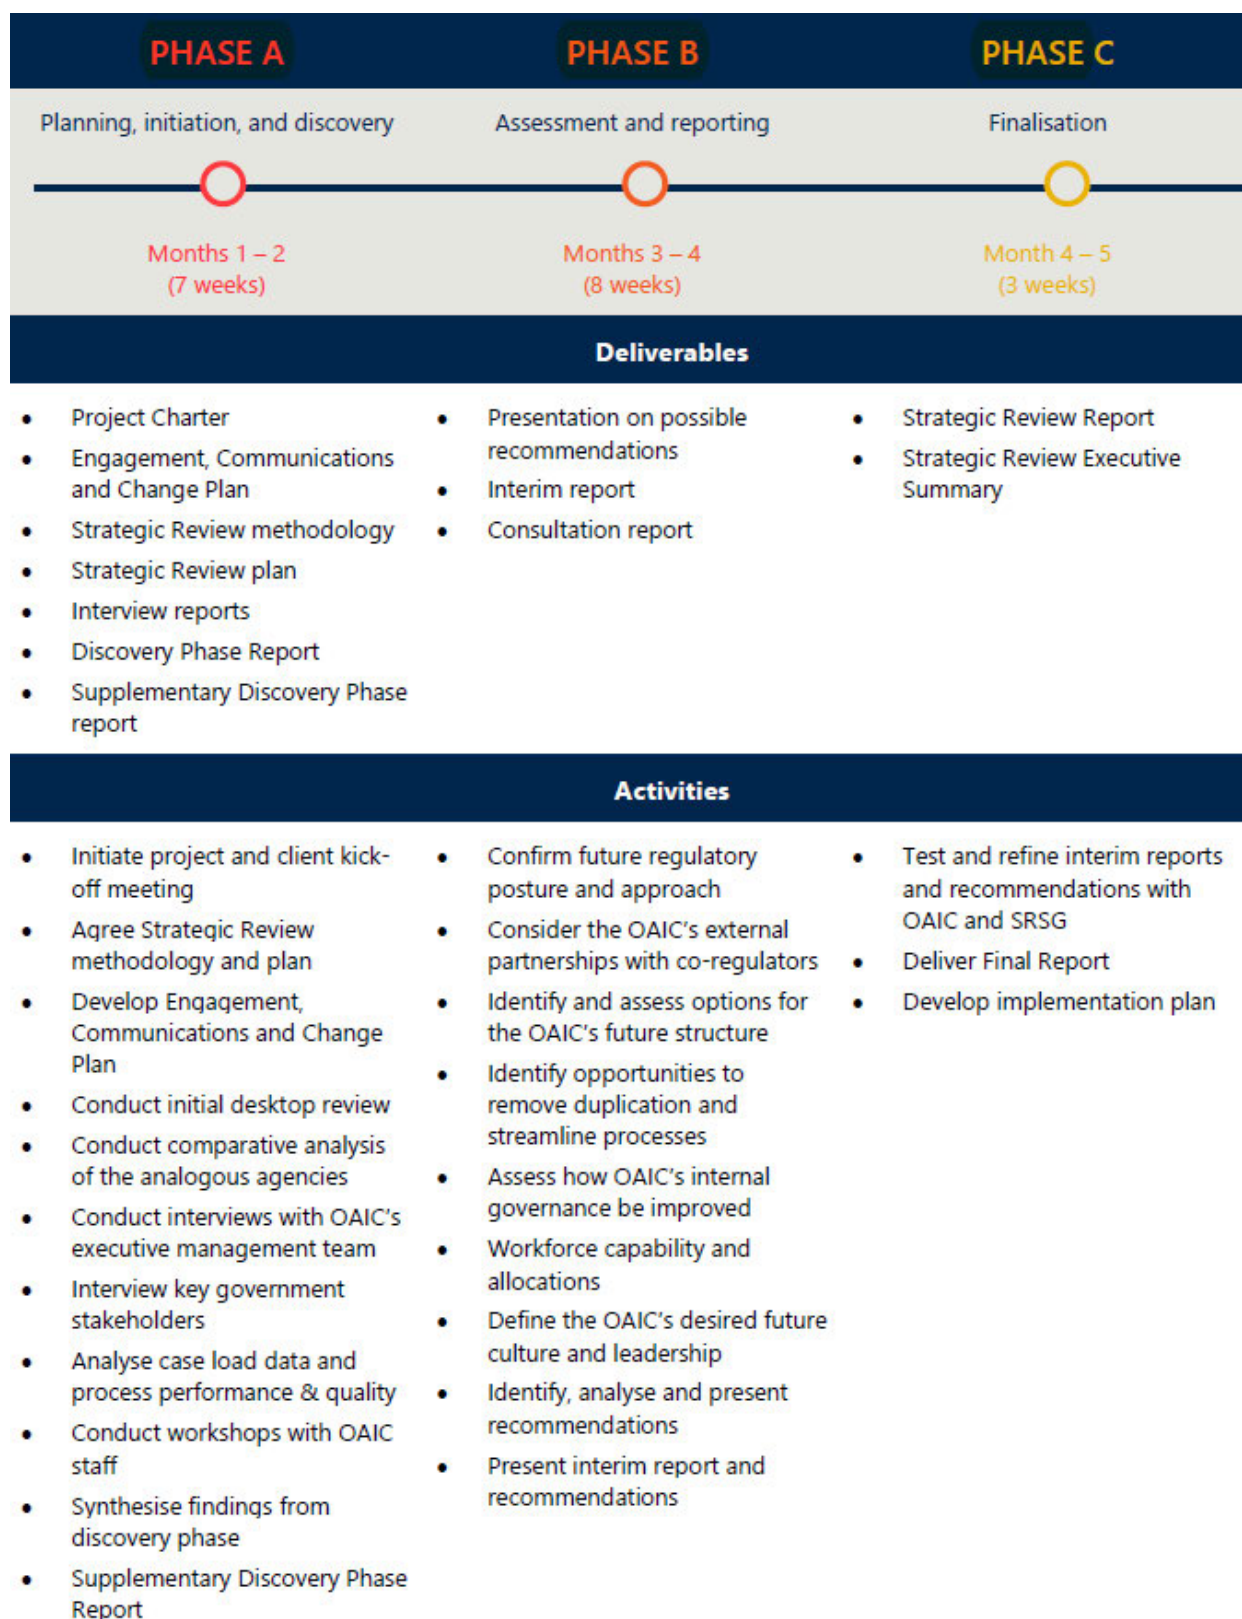 PHASE A
PHASE B
PHASE C
Planning, initiation, and discovery
Assessment and reporting
Finalisation
Months 1 – 2
(7 weeks)
Months 3 – 4
(8 weeks)
Month 4 – 5
(3 weeks)
Deliverables
• Project Charter
• Engagement, Communications
and Change Plan
• Strategic Review methodology
• Strategic Review plan
• Interview reports
• Discovery Phase Report
• Supplementary Discovery Phase
report
• Presentation on possible
recommendations
• Interim report
• Consultation report
• Strategic Review Report
• Strategic Review Executive
Summary
Activities
• Initiate project and client kick-
off meeting
• Agree Strategic Review
methodology and plan
• Develop Engagement,
Communications and Change
Plan
• Conduct initial desktop review
• Conduct comparative analysis
of the analogous agencies
• Conduct interviews with OAIC’s
executive management team
• Interview key government
stakeholders
• Analyse case load data and
process performance & quality
• Conduct workshops with OAIC
staff
• Synthesise findings from
discovery phase
• Supplementary Discovery Phase
Report
• Confirm future regulatory
posture and approach
• Consider the OAIC’s external
partnerships with co-regulators
• Identify and assess options for
the OAIC’s future structure
• Identify opportunities to
remove duplication and
streamline processes
• Assess how OAIC’s internal
governance be improved
• Workforce capability and
allocations
• Define the OAIC’s desired future
culture and leadership
• Identify, analyse and present
recommendations
• Present interim report and
recommendations
• Test and refine interim reports
and recommendations with
OAIC and SRSG
• Deliver Final Report
• Develop implementation plan